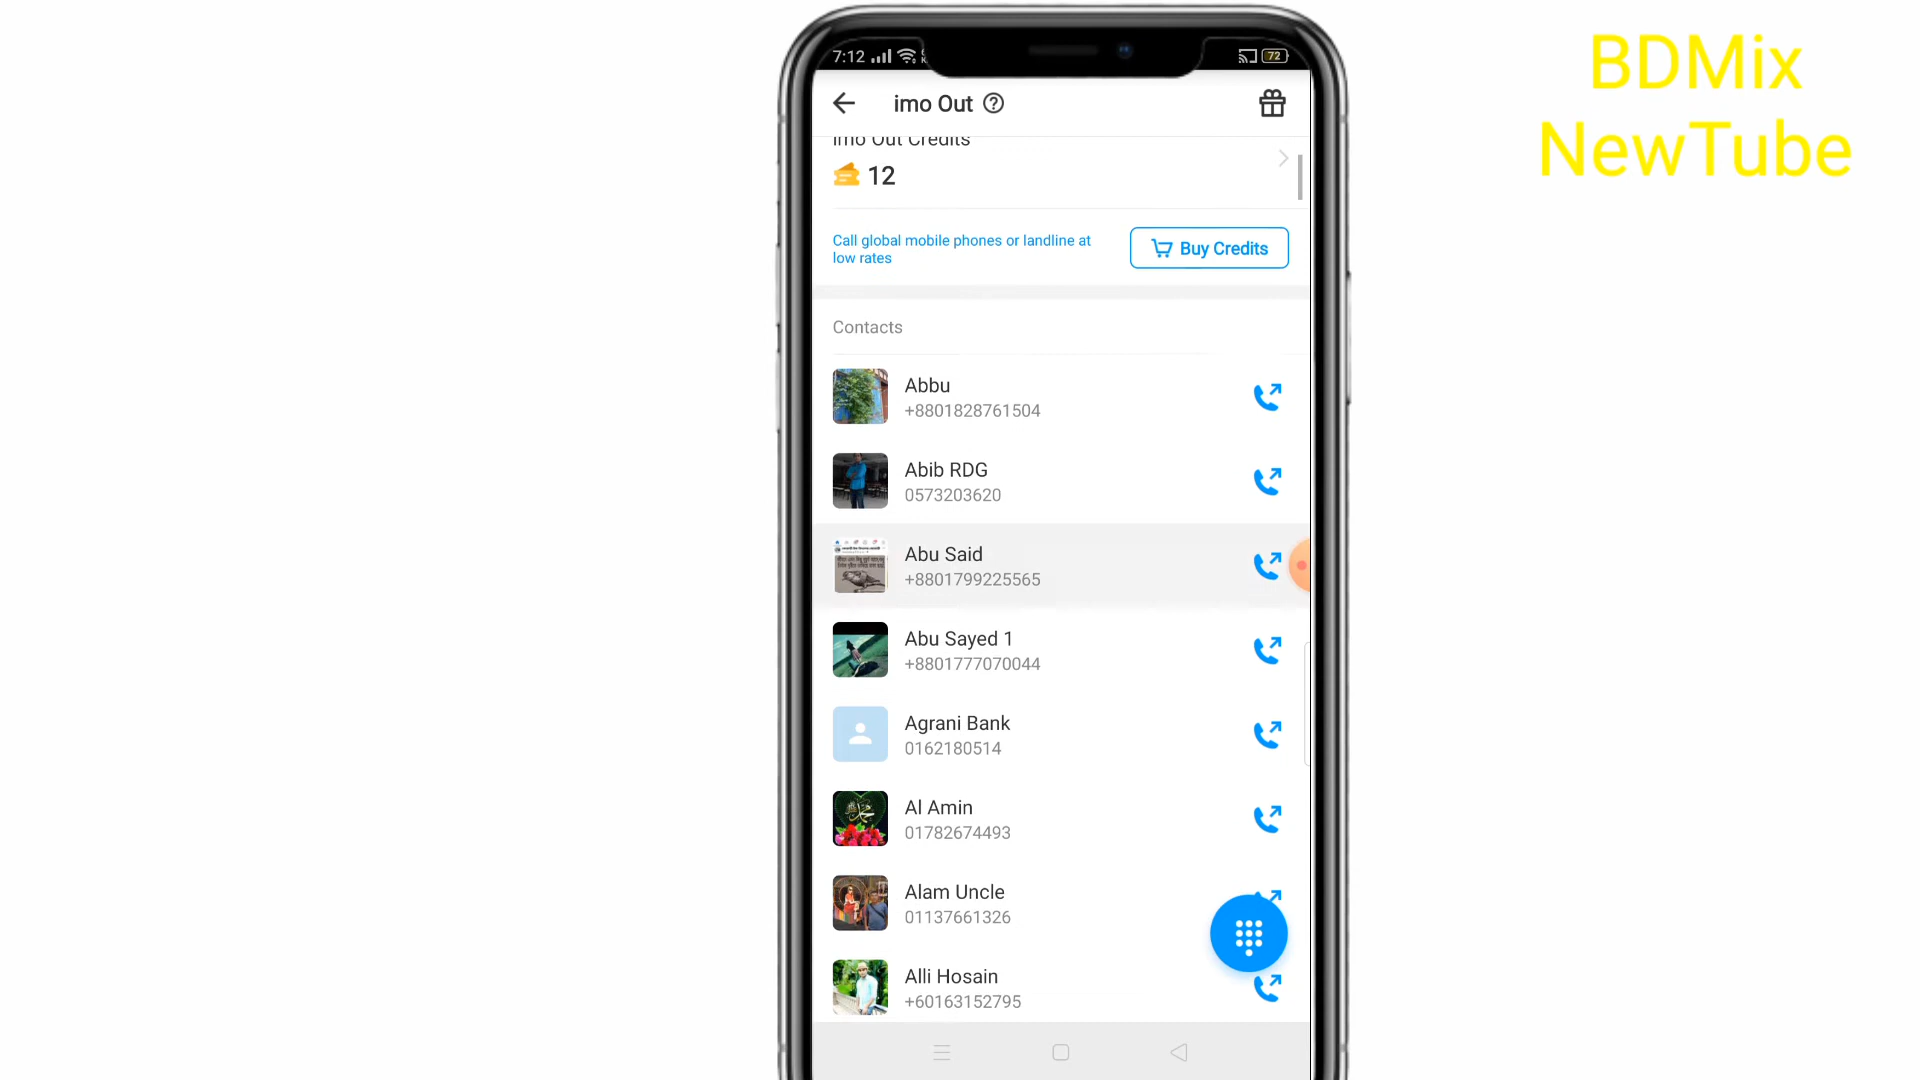 BDMix
NewTube
7:12
72
imo Out
imo Out Credits
12
Call global mobile phones or landline at
low rates
Buy Credits
Contacts
Abbu
+8801828761504
Abib RDG
0573203620
Abu Said
+8801799225565
Abu Sayed 1
+8801777070044
Agrani Bank
0162180514
Al Amin
01782674493
Alam Uncle
01137661326
Alli Hosain
+60163152795